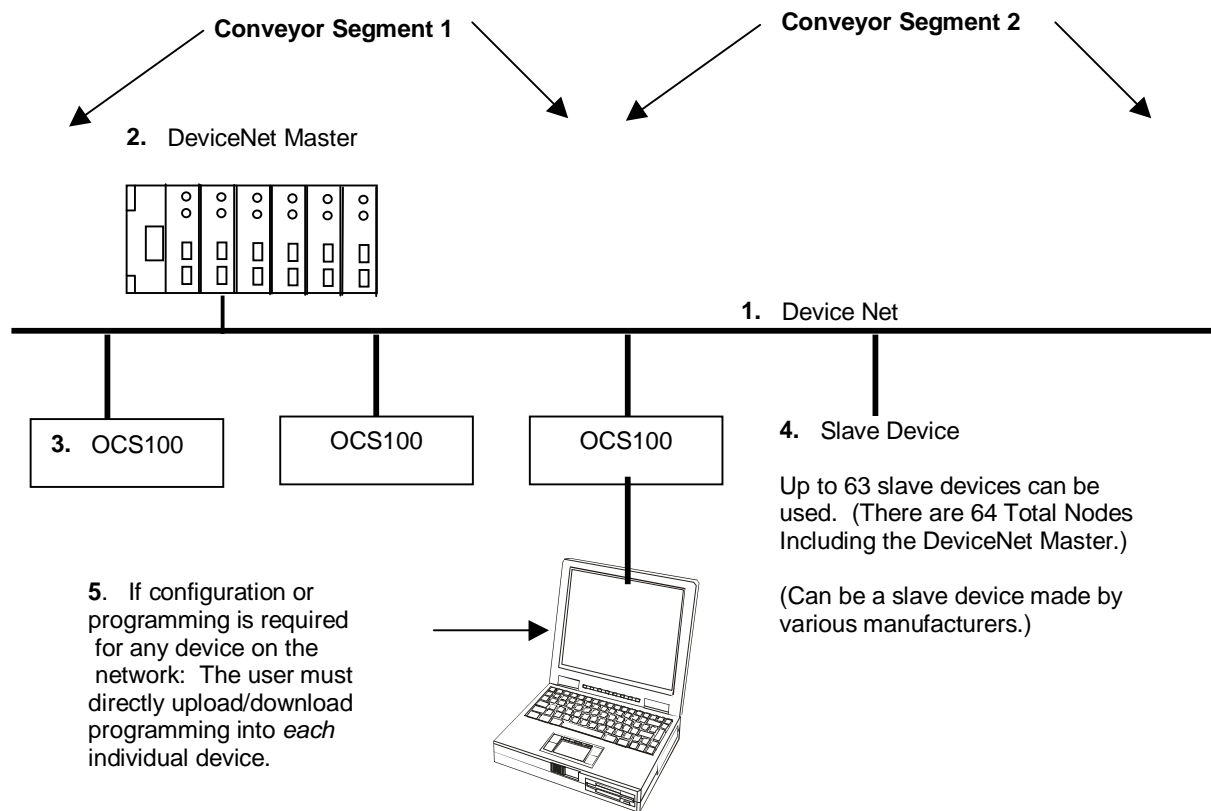 Conveyor Segment 1
Conveyor Segment 2
2. DeviceNet Master
1. Device Net
3. OCS100
OCS100
OCS100
4. Slave Device
Up to 63 slave devices can be
used. (There are 64 Total Nodes
Including the DeviceNet Master.)
(Can be a slave device made by
various manufacturers.)
5. If configuration or
programming is required
for any device on the
network: The user must
directly upload/download
programming into each
individual device.